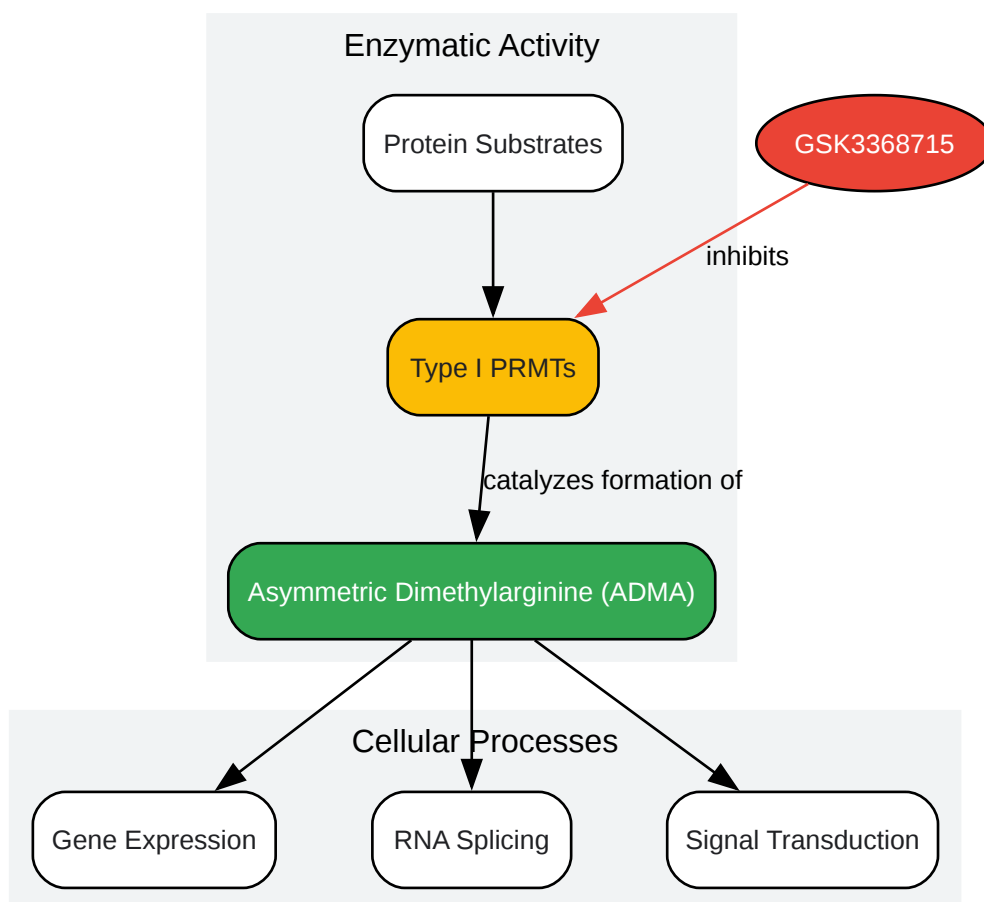 Enzymatic Activity
Protein Substrates
GSK3368715
inhibits
Type I PRMTs
catalyzes formation of
Asymmetric Dimethylarginine (ADMA)
Cellular Processes
Gene Expression
RNA Splicing
Signal Transduction